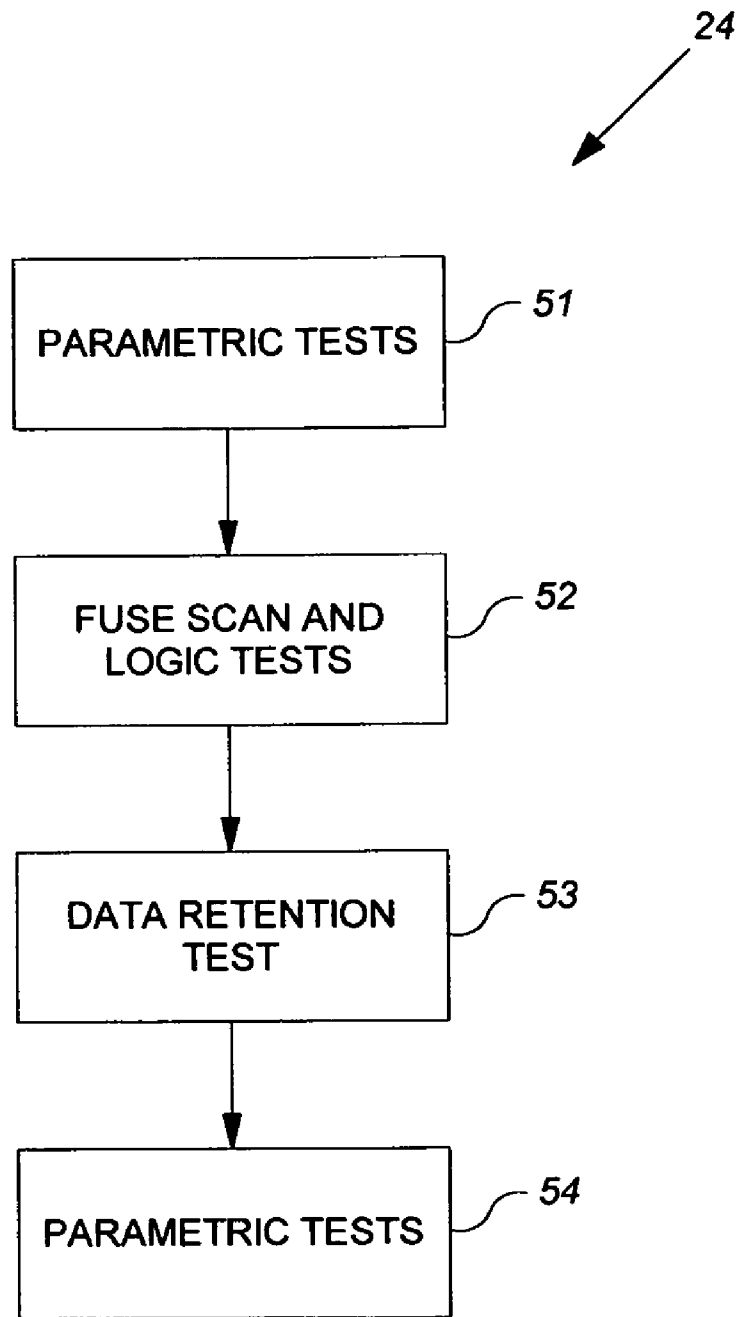 24
PARAMETRIC TESTS
51
FUSE SCAN AND
LOGIC TESTS
52
DATA RETENTION
TEST
53
PARAMETRIC TESTS
54